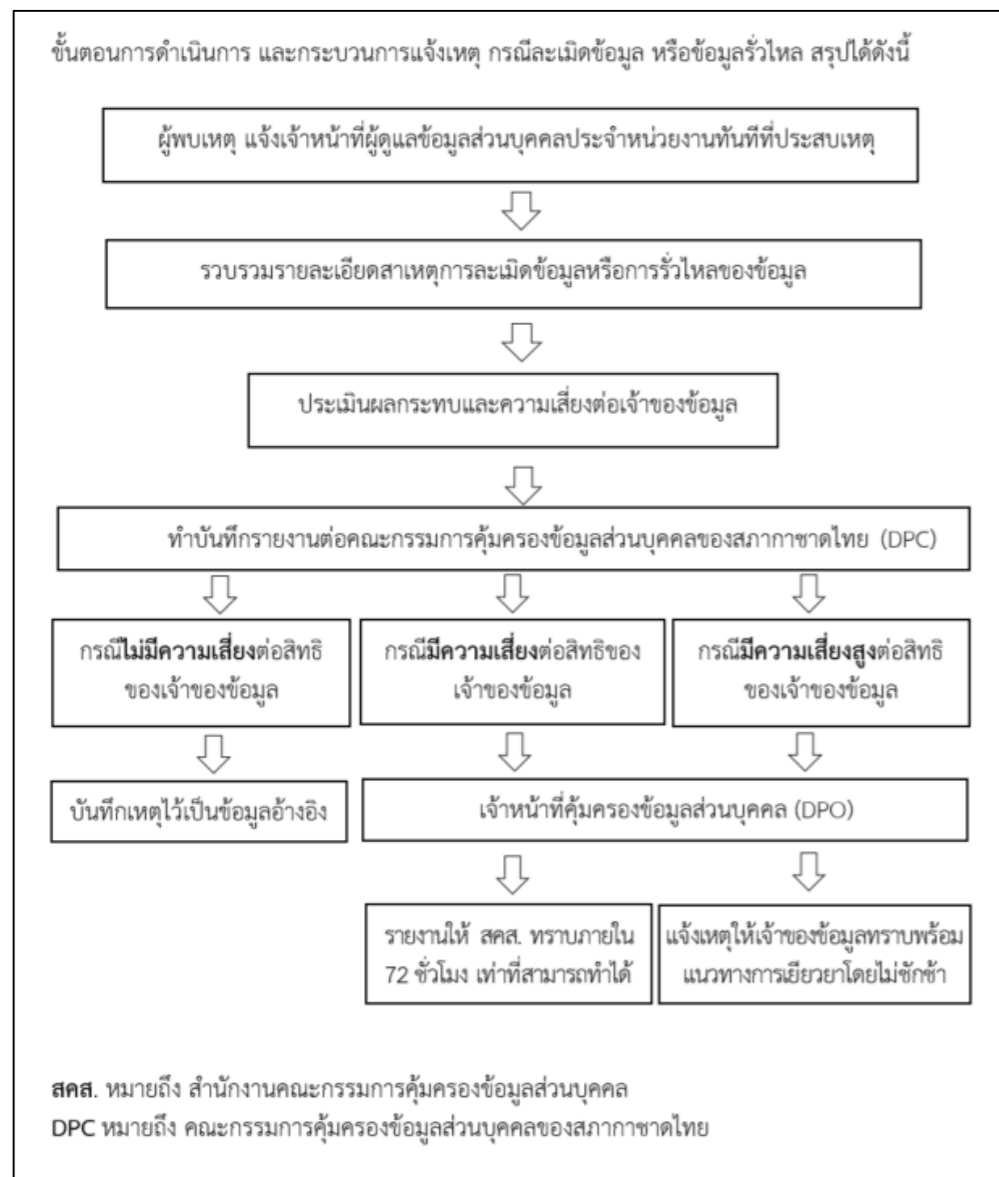 ขั้นตอนการดำเนินการ และกระบวนการแจ้งเหตุ กรณีละเมิดข้อมูล หรือข้อมูลรั่วไหล สรุปได้ดังนี้
ผู้พบเหตุ แจ้งเจ้าหน้าที่ผู้ดูแลข้อมูลส่วนบุคคลประจำหน่วยงานทันทีที่ประสบเหตุ
รวบรวมรายละเอียดสาเหตุการละเมิดข้อมูลหรือการรั่วไหลของข้อมูล
ประเมินผลกระทบและความเสี่ยงต่อเจ้าของข้อมูล
ทำบันทึกรายงานต่อคณะกรรมการคุ้มครองข้อมูลส่วนบุคคลของสภากาชาดไทย (DPC)
กรณีไม่มีความเสี่ยงต่อสิทธิ
ของเจ้าของข้อมูล
กรณีมีความเสี่ยงต่อสิทธิของ
เจ้าของข้อมูล
กรณีมีความเสี่ยงสูงต่อสิทธิ
ของเจ้าของข้อมูล
บันทึกเหตุไว้เป็นข้อมูลอ้างอิง
เจ้าหน้าที่คุ้มครองข้อมูลส่วนบุคคล (DPO)
รายงานให้ สคส. ทราบภายใน
72 ชั่วโมง เท่าที่สามารถทำได้
แจ้งเหตุให้เจ้าของข้อมูลทราบพร้อม
แนวทางการเยียวยาโดยไม่ชักช้า
สคส. หมายถึง สำนักงานคณะกรรมการคุ้มครองข้อมูลส่วนบุคคล
DPC หมายถึง คณะกรรมการคุ้มครองข้อมูลส่วนบุคคลของสภากาชาดไทย